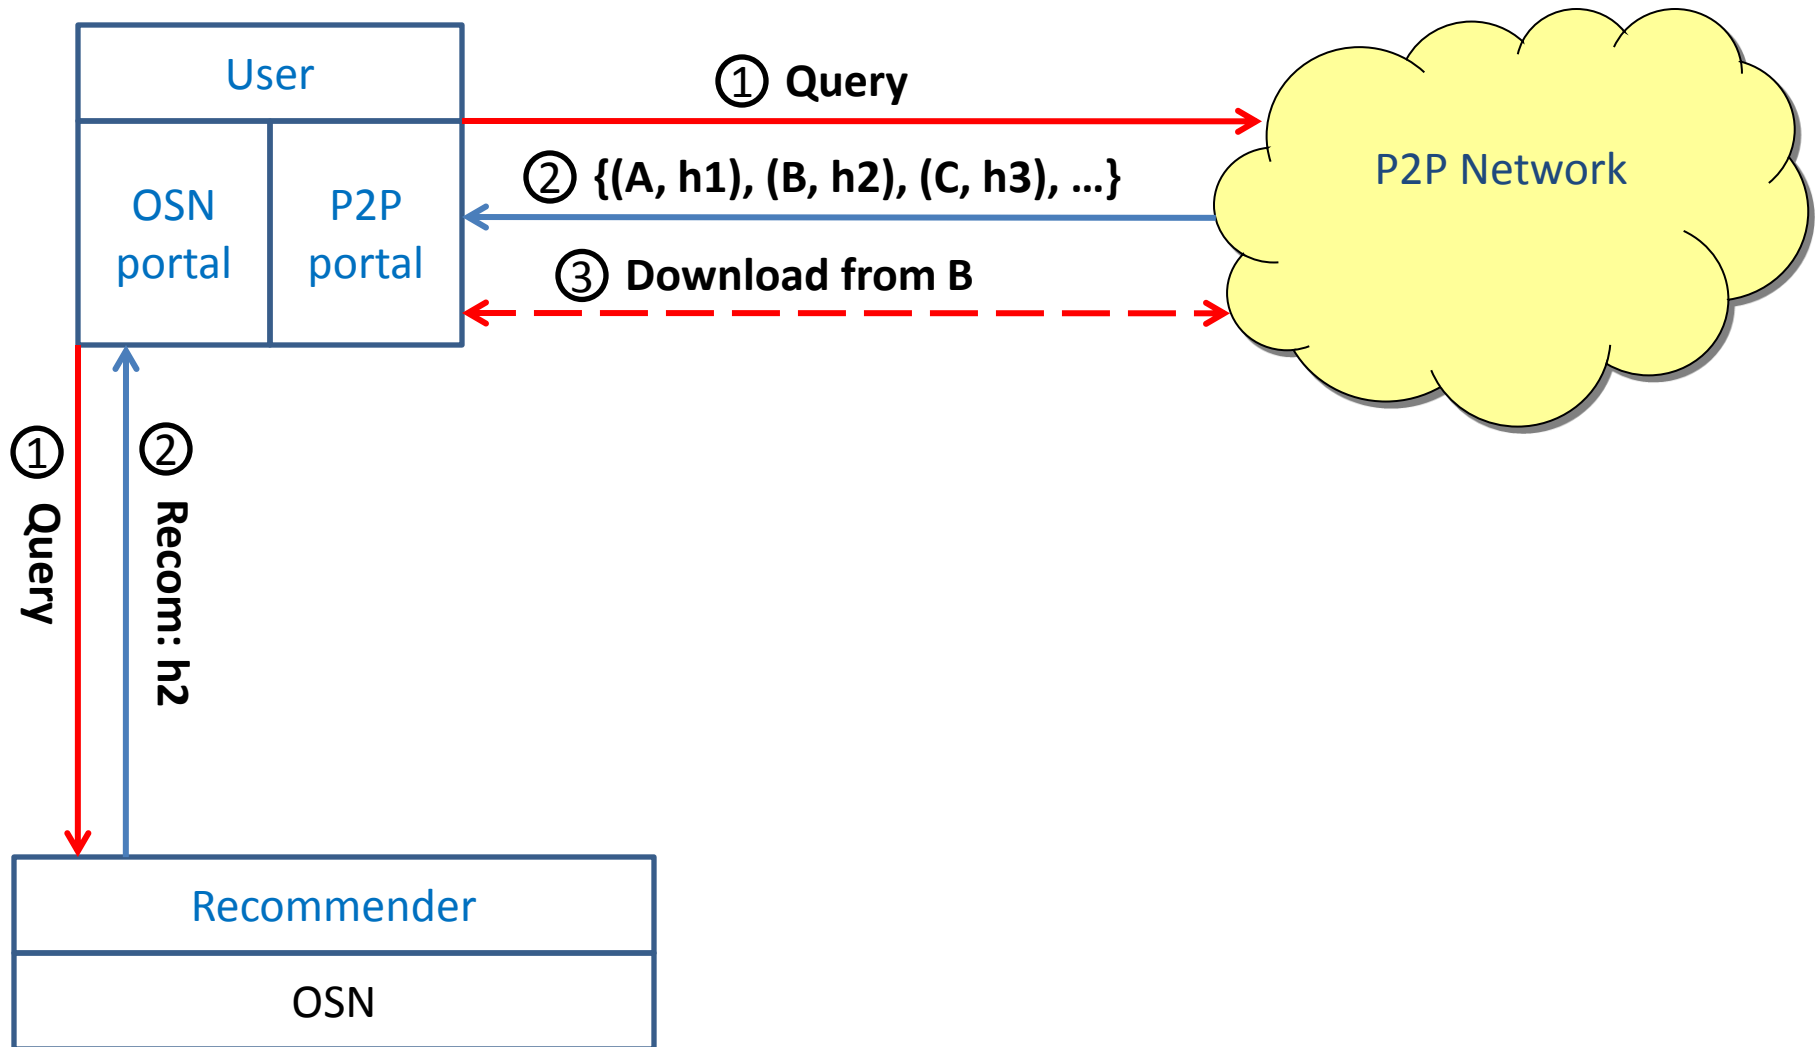 User
OSN
portal
P2P
portal
① Query
② {(A, h1), (B, h2), (C, h3), ...}
③ Download from B
P2P Network
① Query
② Recom: h2
Recommender
OSN